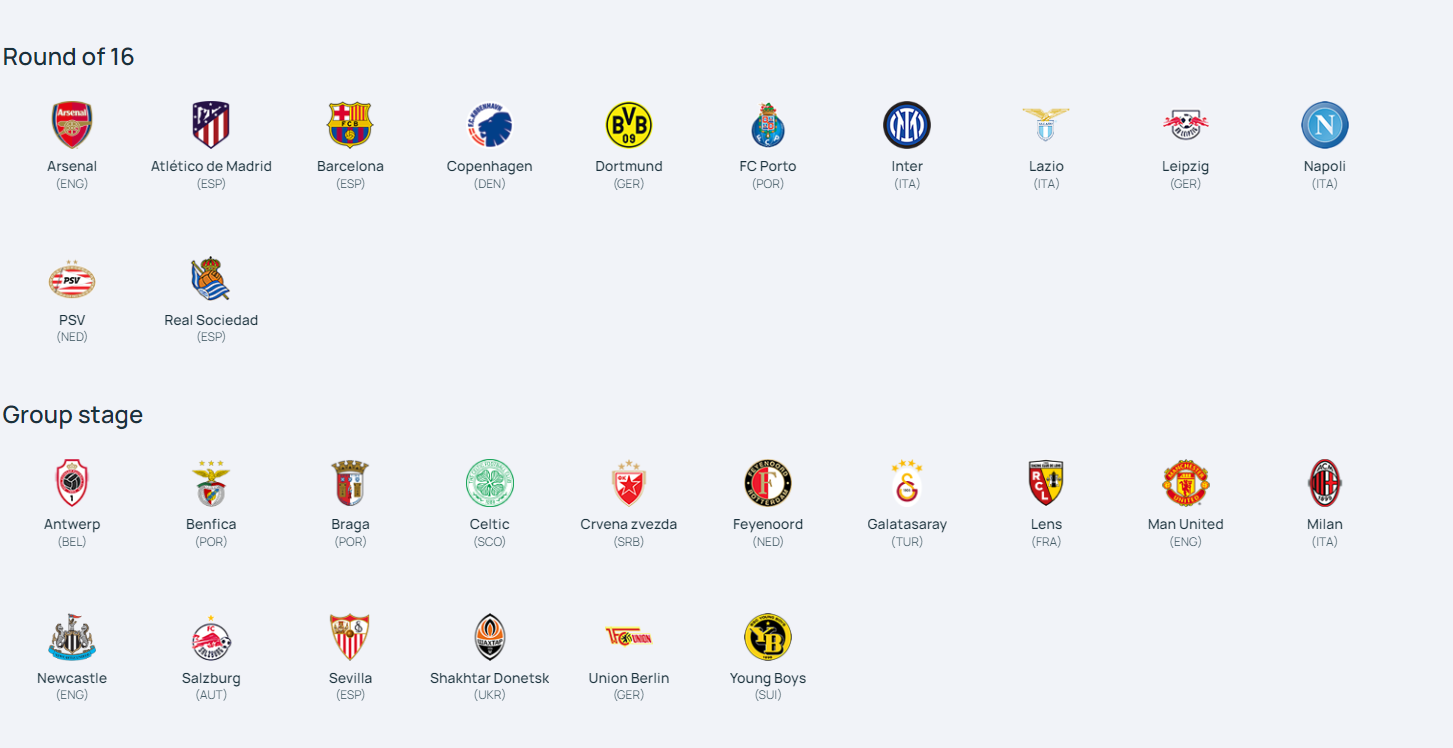 Round of 16
Arsenal Atlético de Madrid Barcelona Copenhagen Dortmund FC Porto Inter Lazio Leipzig Napoli
(ENG) (ESP) (ESP) (DEN) (GER) (POR) (ITA) (ITA) (GER) (ITA)
PSV Real Sociedad
(NED) (ESP)
Group stage
Antwerp Benfica Braga Celtic Crvena zvezda Feyenoord Galatasaray Lens Man United Milan
(BEL) (POR) (POR) (SCO) (SRB) (NED) (TUR) (FRA) (ENG) (ITA)
Newcastle Salzburg Sevilla Shakhtar Donetsk Union Berlin Young Boys
(ENG) (AUT) (ESP) (UKR) (GER) (SUI)